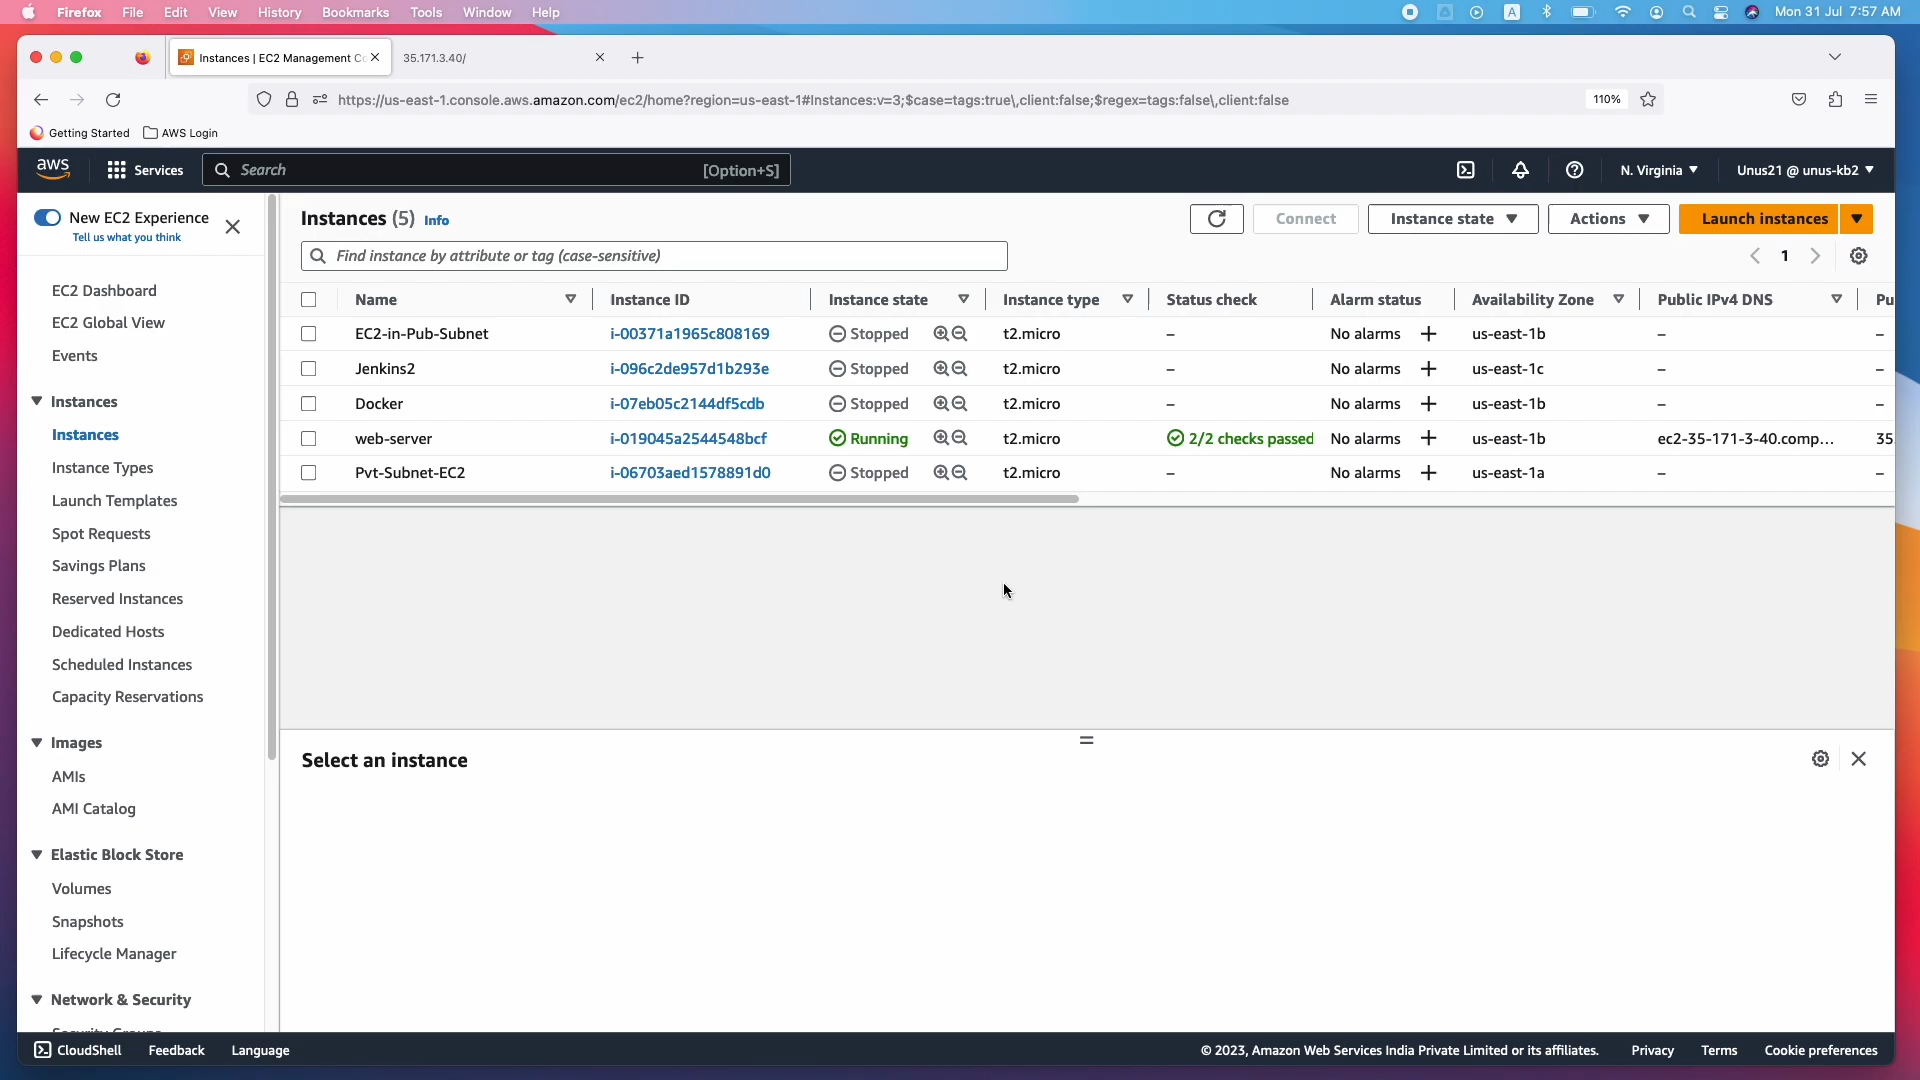 Firefox File Edit View History Bookmarks Tools Window Help A Mon 31 Jul 7:57 AM
Instances | EC2 Management Co 35.171.3.40/
https://us-east-1.console.aws.amazon.com/ec2/home?region=us-east-1#Instances:v=3;$case=tags:true\,client:false;$regex=tags:false\,client:false 110%
Getting Started AWS Login
aws Services Search [Option+S] N. Virginia Unus21 @ unus-kb2
New EC2 Experience
Tell us what you think
EC2 Dashboard
EC2 Global View
Events
Instances
Instances
Instance Types
Launch Templates
Spot Requests
Savings Plans
Reserved Instances
Dedicated Hosts
Scheduled Instances
Capacity Reservations
Images
AMIs
AMI Catalog
Elastic Block Store
Volumes
Snapshots
Lifecycle Manager
Network & Security
Instances (5) Info Connect Instance state Actions Launch instances
Find instance by attribute or tag (case-sensitive) 1
Name Instance ID Instance state Instance type Status check Alarm status Availability Zone Public IPv4 DNS Pu
EC2-in-Pub-Subnet i-00371a1965c808169 Stopped t2.micro – No alarms us-east-1b – –
Jenkins2 i-096c2de957d1b293e Stopped t2.micro – No alarms us-east-1c – –
Docker i-07eb05c2144df5cdb Stopped t2.micro – No alarms us-east-1b – –
web-server i-019045a2544548bcf Running t2.micro 2/2 checks passed No alarms us-east-1b ec2-35-171-3-40.comp... 35
Pvt-Subnet-EC2 i-06703aed1578891d0 Stopped t2.micro – No alarms us-east-1a – –
Select an instance
CloudShell Feedback Language © 2023, Amazon Web Services India Private Limited or its affiliates. Privacy Terms Cookie preferences